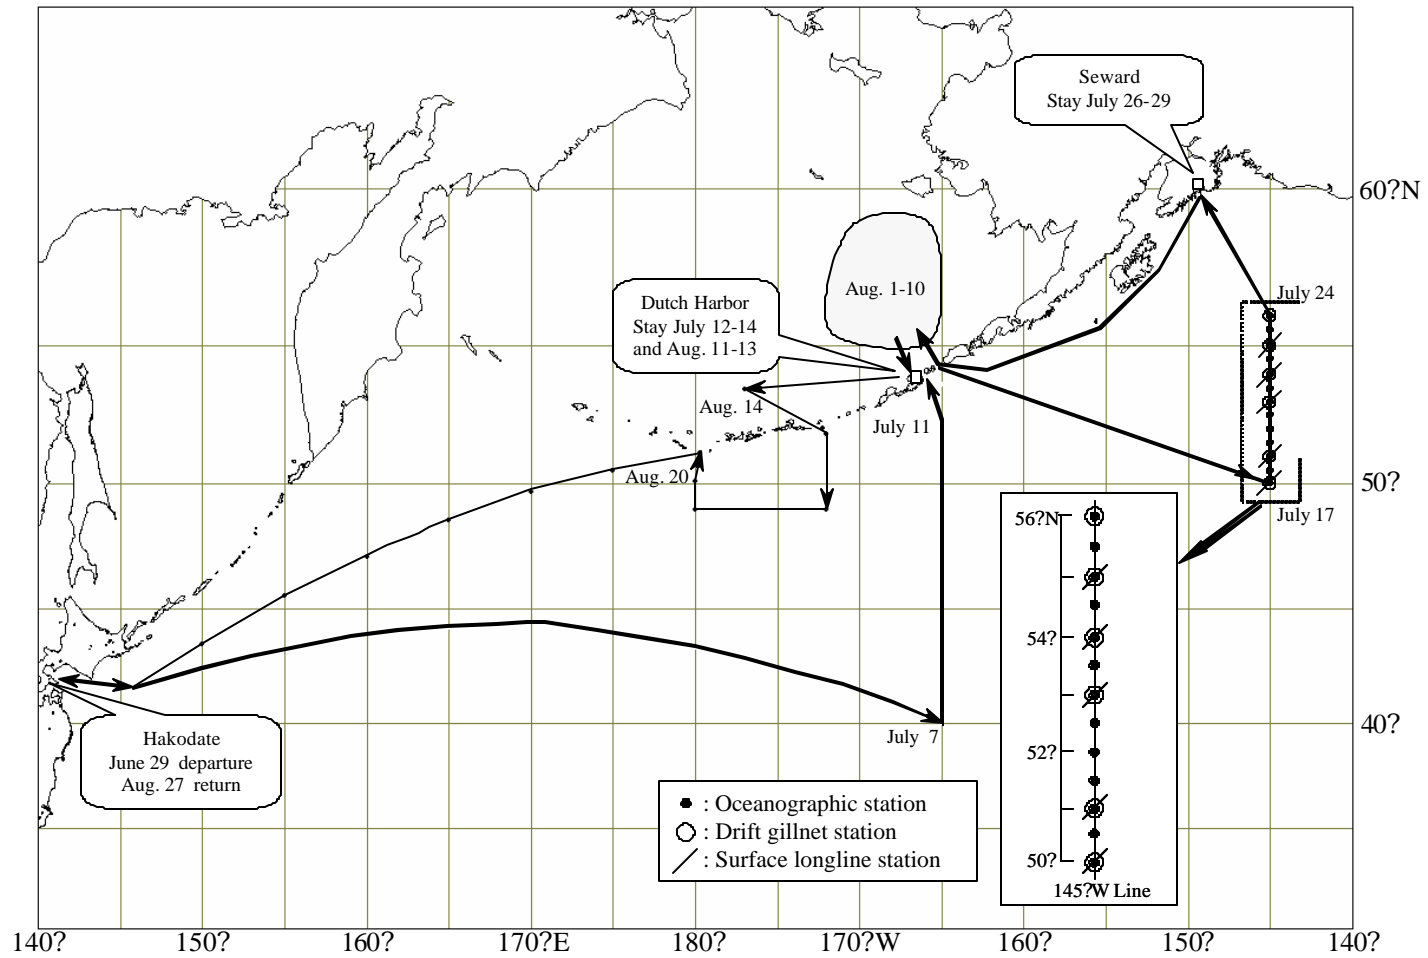 Seward
Stay July 26-29
60?N
Aug. 1-10
July 24
Dutch Harbor
Stay July 12-14
and Aug. 11-13
Aug. 14
July 11
Aug. 20
50?
July 17
56?N
54?
52?
50?
145?W Line
July 7
40?
Hakodate
June 29 departure
Aug. 27 return
: Oceanographic station
: Drift gillnet station
: Surface longline station
140?
150?
160?
170?E
180?
170?W
160?
150?
140?